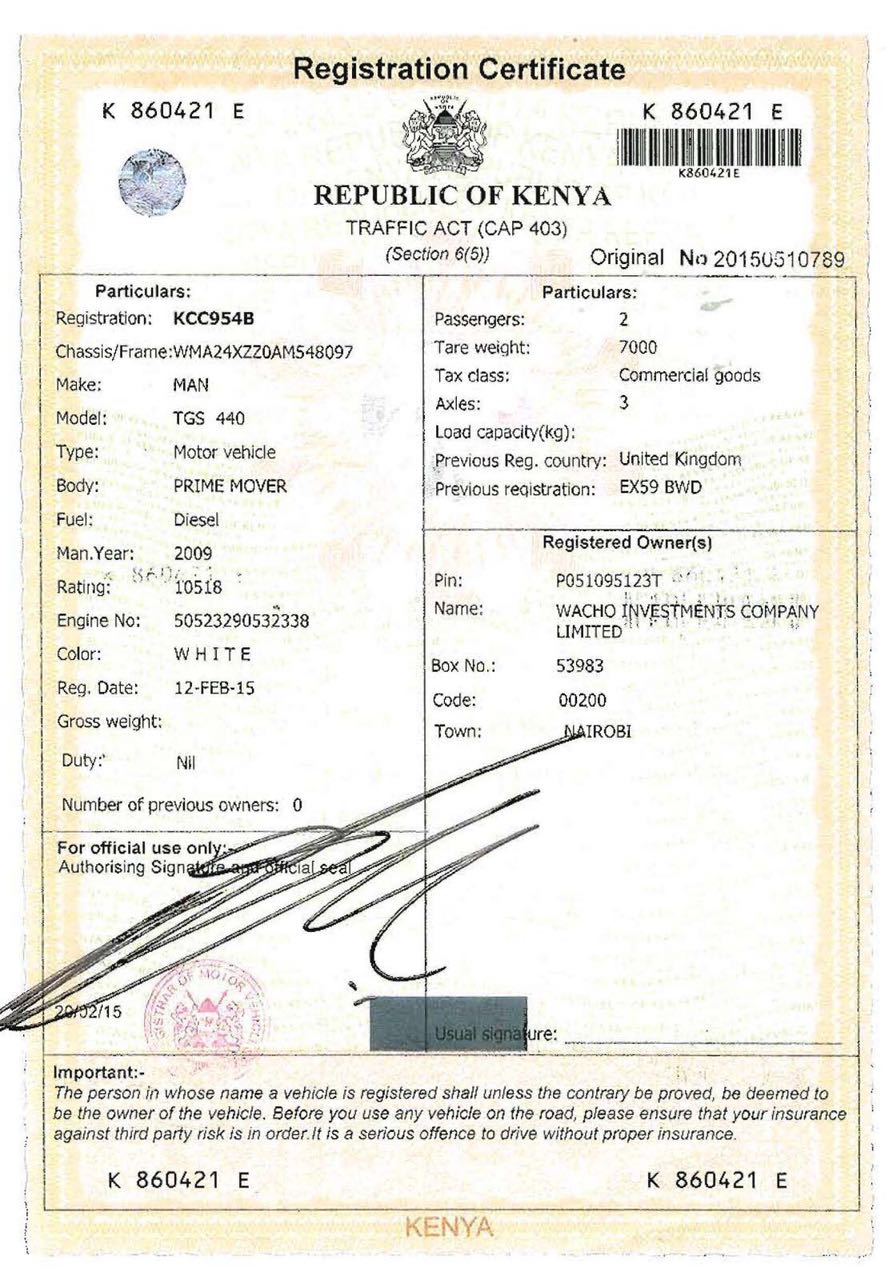 Registration Certificate
K 860421 E
K 860421 E
K860421E
REPUBLIC OF KENYA
TRAFFIC ACT (CAP 403)
(Section 6(5))
Original No 20150510789
Particulars:
Registration: KCC954B
Chassis/Frame:WMA24XZZ0AM548097
Make: MAN
Model: TGS 440
Type: Motor vehicle
Body: PRIME MOVER
Fuel: Diesel
Man.Year: 2009
Rating: 10518
Engine No: 50523290532338
Color: W H I T E
Reg. Date: 12-FEB-15
Gross weight:
Duty: Nil
Number of previous owners: 0
For official use only:-
Authorising Signature and official seal
20/02/15
Particulars:
Passengers: 2
Tare weight: 7000
Tax class: Commercial goods
Axles: 3
Load capacity(kg):
Previous Reg. country: United Kingdom
Previous registration: EX59 BWD
Registered Owner(s)
Pin: P051095123T
Name: WACHO INVESTMENTS COMPANY
LIMITED
Box No.: 53983
Code: 00200
Town: NAIROBI
Usual signature:
Important:-
The person in whose name a vehicle is registered shall unless the contrary be proved, be deemed to
be the owner of the vehicle. Before you use any vehicle on the road, please ensure that your insurance
against third party risk is in order.It is a serious offence to drive without proper insurance.
K 860421 E
K 860421 E
KENYA